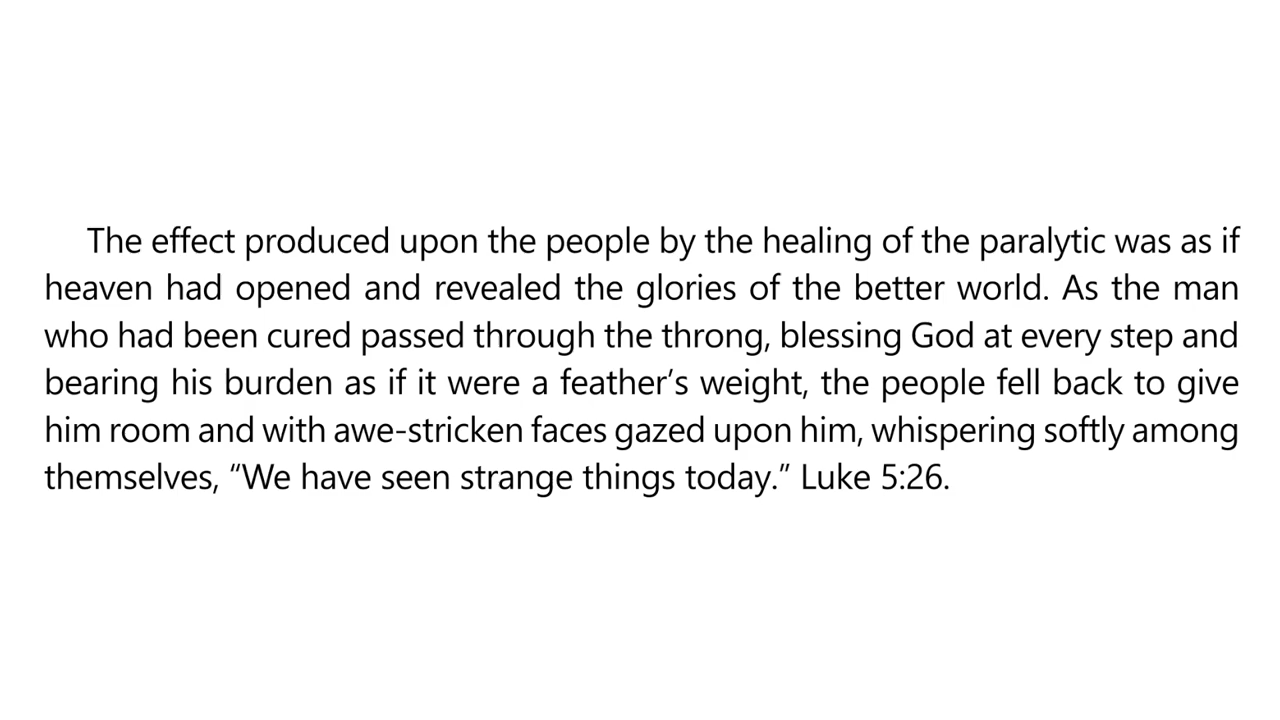 The effect produced upon the people by the healing of the paralytic was as if
heaven had opened and revealed the glories of the better world. As the man
who had been cured passed through the throng, blessing God at every step and
bearing his burden as if it were a feather’s weight, the people fell back to give
him room and with awe-stricken faces gazed upon him, whispering softly among
themselves, “We have seen strange things today.” Luke 5:26.